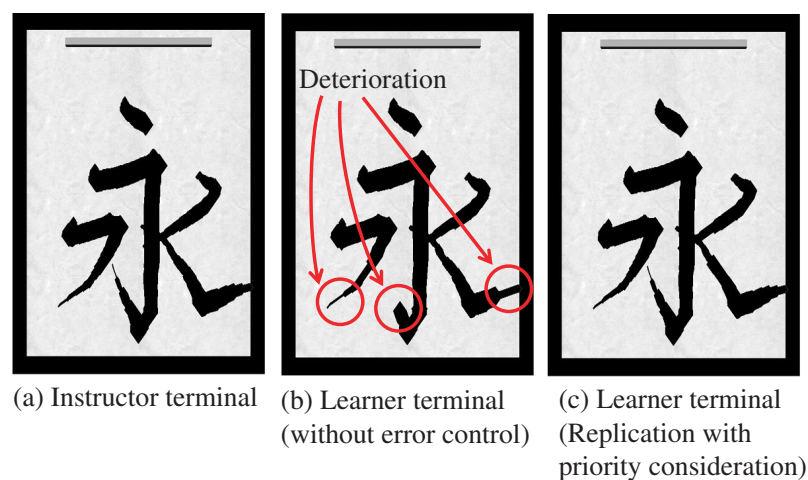 Deterioration
永
永
永
(a) Instructor terminal
(b) Learner terminal
(without error control)
(c) Learner terminal
(Replication with
priority consideration)